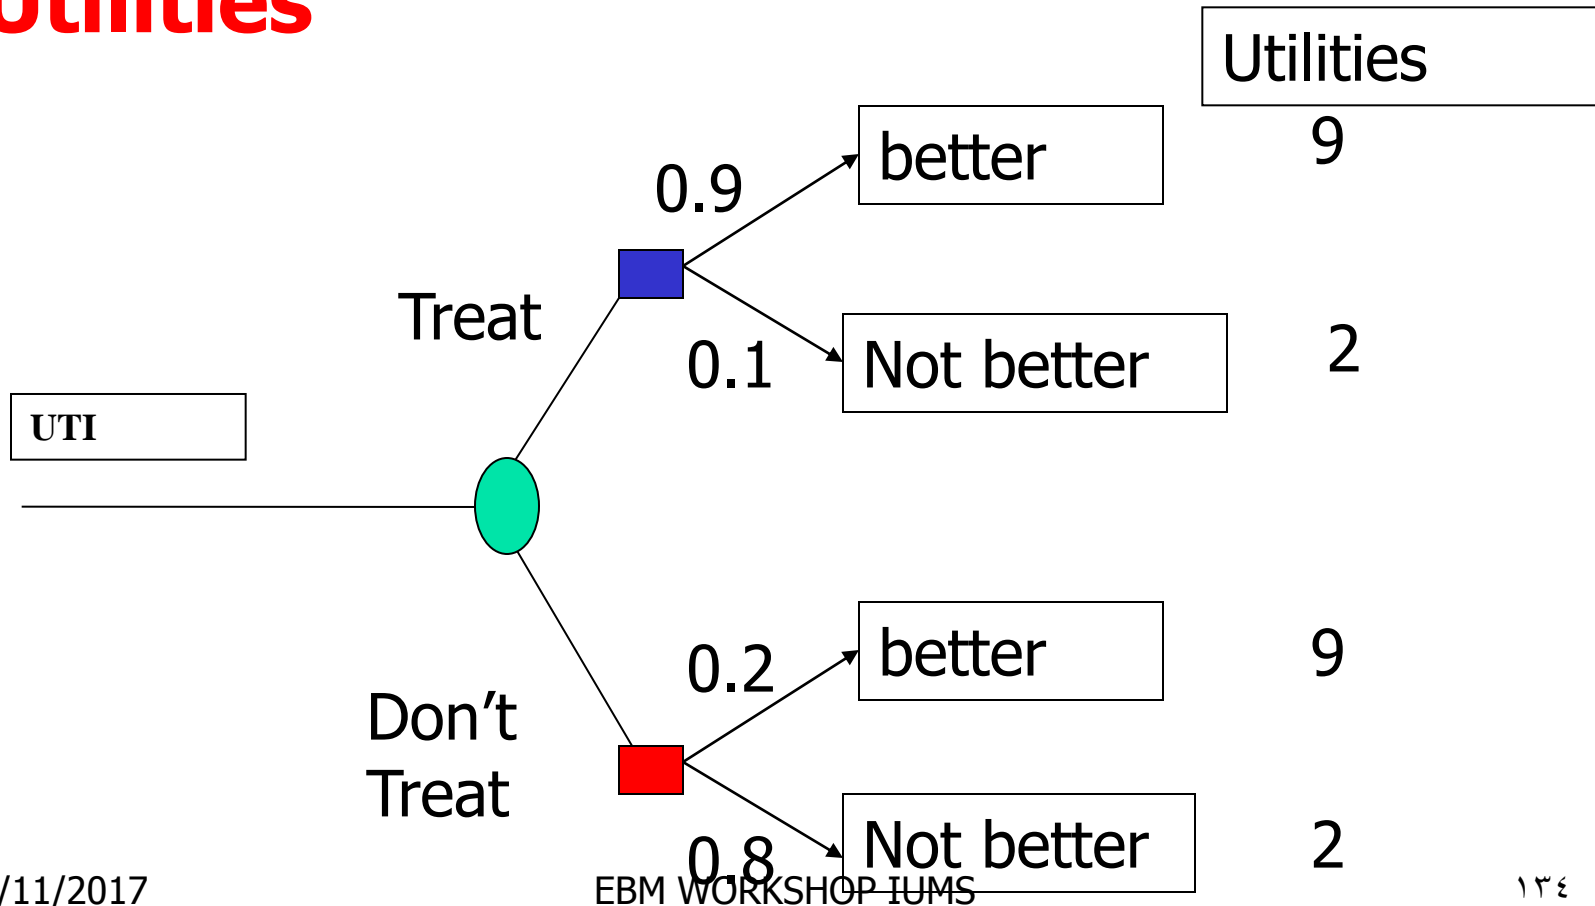 Utilities
Utilities
better
9
0.9
Treat
0.1
Not better
2
UTI
better
9
0.2
Don’t
Treat
0.8
Not better
2
/11/2017
EBM WORKSHOP IUMS
١٣٤